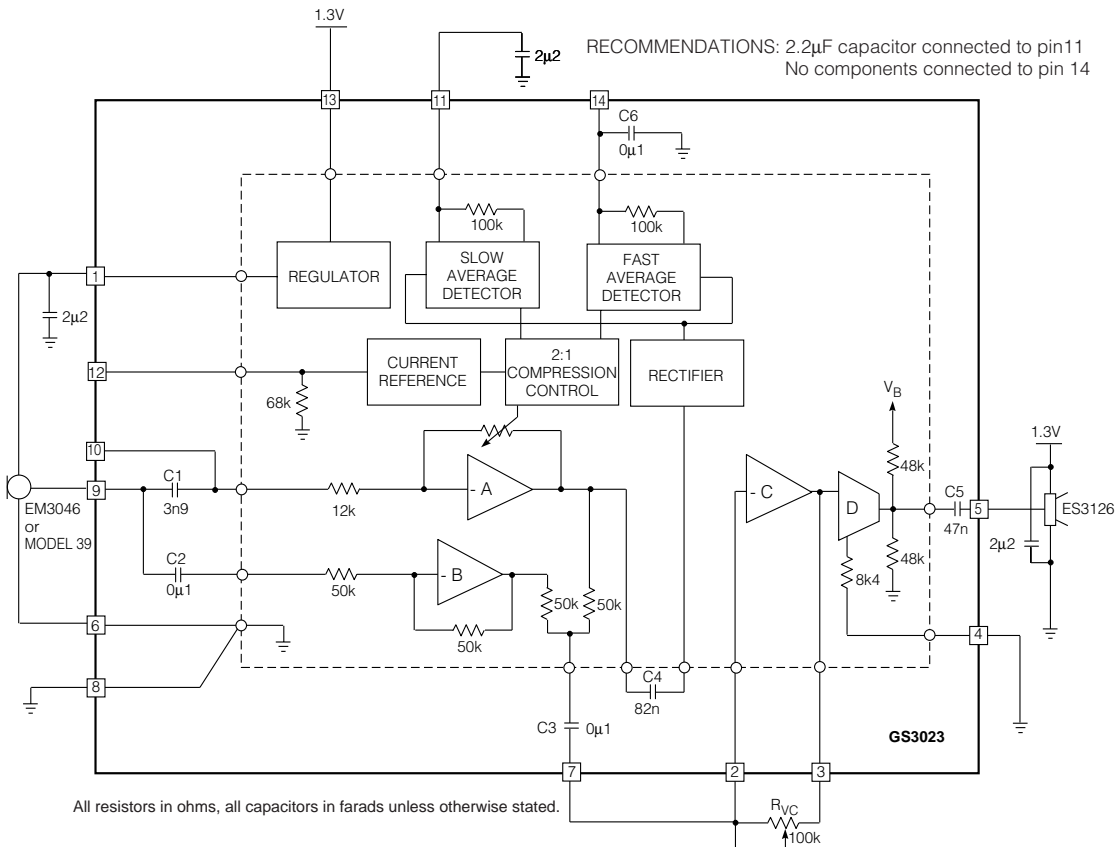 1.3V
2µ2
RECOMMENDATIONS: 2.2µF capacitor connected to pin11
No components connected to pin 14
13
11
14
C6
0µ1
100k
100k
REGULATOR
SLOW
AVERAGE
DETECTOR
FAST
AVERAGE
DETECTOR
1
2µ2
12
68k
CURRENT
REFERENCE
2:1
COMPRESSION
CONTROL
RECTIFIER
VB
1.3V
48k
10
9
C1
3n9
12k
- A
- C
D
C5
47n
5
ES3126
2µ2
EM3046
or
MODEL 39
C2
0µ1
50k
- B
50k
50k
50k
8k4
48k
6
4
8
C4
82n
C3
0µ1
GS3023
7
2
3
All resistors in ohms, all capacitors in farads unless otherwise stated.
RVC
100k